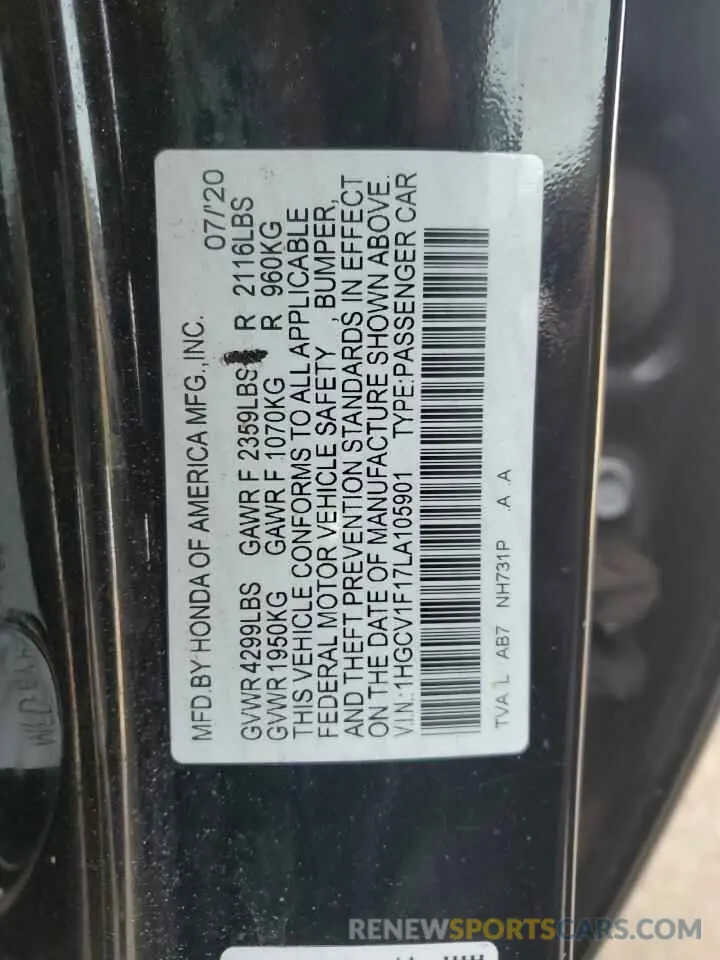 MFD.BY HONDA OF AMERICA MFG.,INC. 07/'20
GVWR 4299LBS GAWR F 2359LBS R 2116LBS
GVWR 1950KG GAWR F 1070KG R 960KG
THIS VEHICLE CONFORMS TO ALL APPLICABLE
FEDERAL MOTOR VEHICLE SAFETY , BUMPER,
AND THEFT PREVENTION STANDARDS IN EFFECT
ON THE DATE OF MANUFACTURE SHOWN ABOVE.
V.I.N.:1HGCV1F17LA105901 TYPE:PASSENGER CAR
TVA L AB7 NH731P A A
RENEWSPORTSCARS.COM